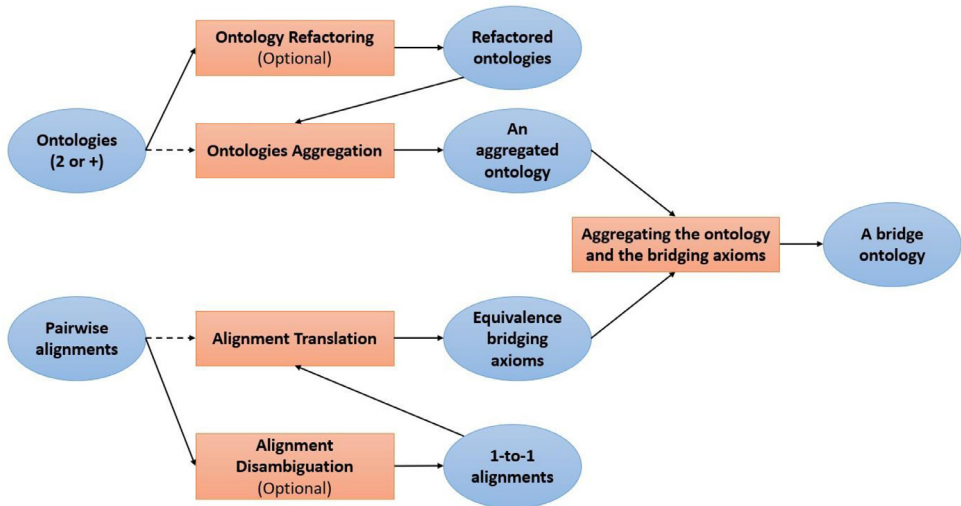 Ontology Refactoring
(Optional)
Refactored
ontologies
Ontologies
(2 or +)
Ontologies Aggregation
An
aggregated
ontology
Aggregating the ontology
and the bridging axioms
A bridge
ontology
Pairwise
alignments
Alignment Translation
Equivalence
bridging
axioms
Alignment
Disambiguation
(Optional)
1-to-1
alignments